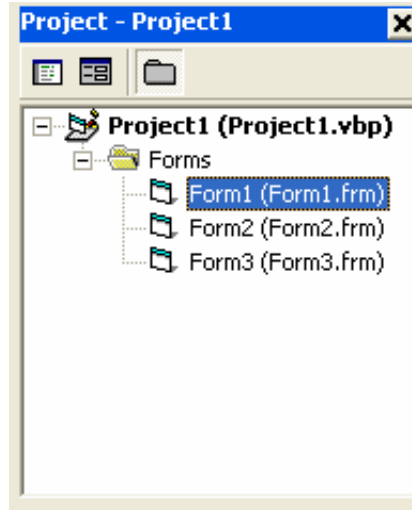 Project - Project1
Project1 (Project1.vbp)
Forms
Form1 (Form1.frm)
Form2 (Form2.frm)
Form3 (Form3.frm)